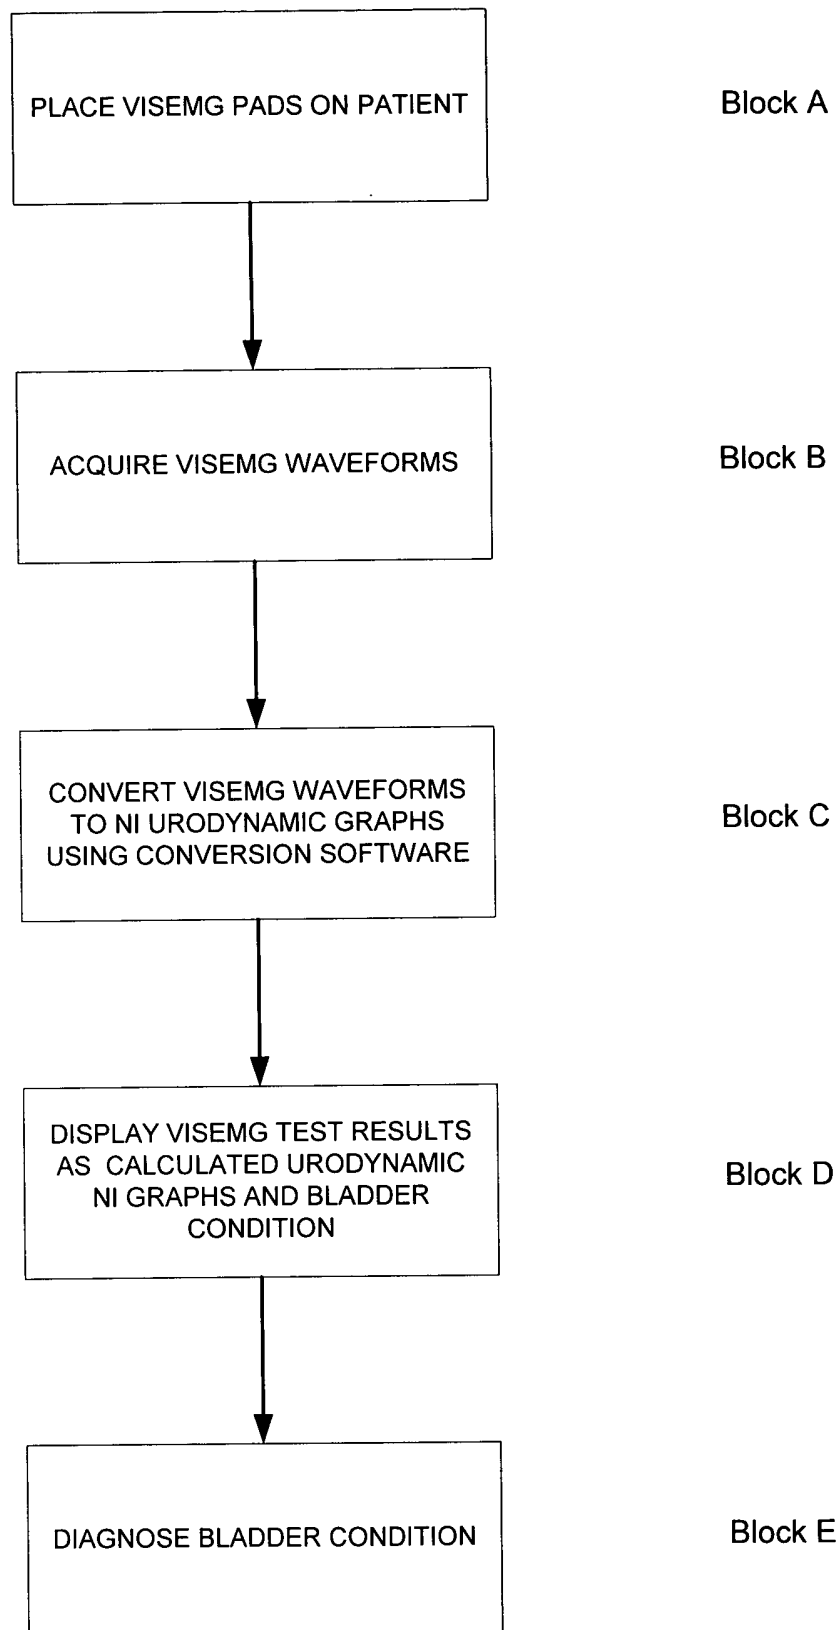 PLACE VISEMG PADS ON PATIENT
Block A
ACQUIRE VISEMG WAVEFORMS
Block B
CONVERT VISEMG WAVEFORMS
TO NI URODYNAMIC GRAPHS
USING CONVERSION SOFTWARE
Block C
DISPLAY VISEMG TEST RESULTS
AS CALCULATED URODYNAMIC
NI GRAPHS AND BLADDER
CONDITION
Block D
DIAGNOSE BLADDER CONDITION
Block E